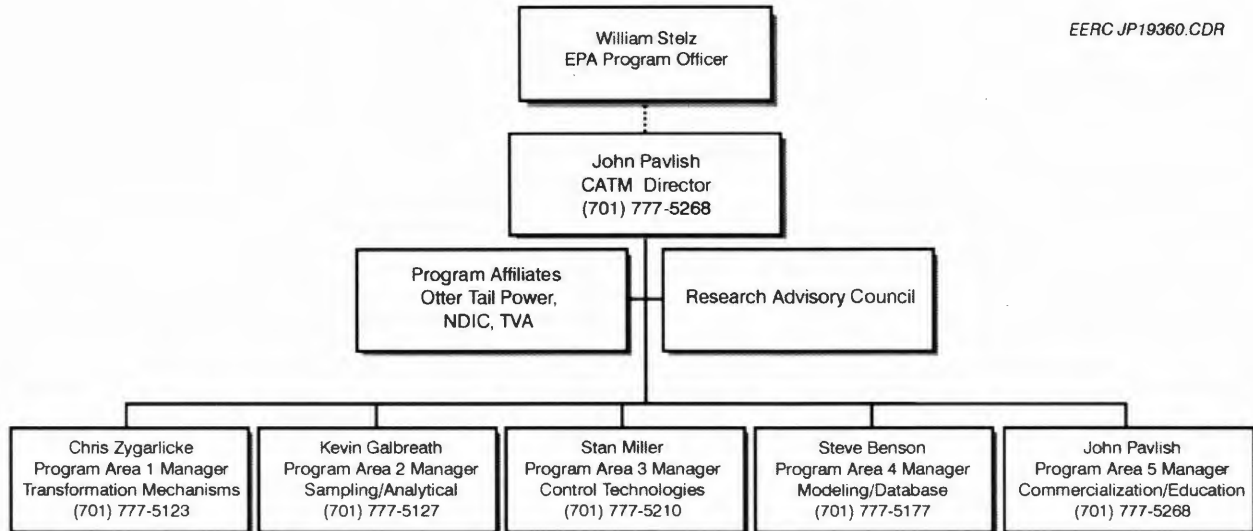 EERC JP19360.CDR
William Stelz
EPA Program Officer
John Pavlish
CATM Director
(701) 777-5268
Program Affiliates
Otter Tail Power,
NDIC, TVA
Research Advisory Council
Chris Zygarlicke
Program Area 1 Manager
Transformation Mechanisms
(701) 777-5123
Kevin Galbreath
Program Area 2 Manager
Sampling/Analytical
(701) 777-5127
Stan Miller
Program Area 3 Manager
Control Technologies
(701) 777-5210
Steve Benson
Program Area 4 Manager
Modeling/Database
(701) 777-5177
John Pavlish
Program Area 5 Manager
Commercialization/Education
(701) 777-5268